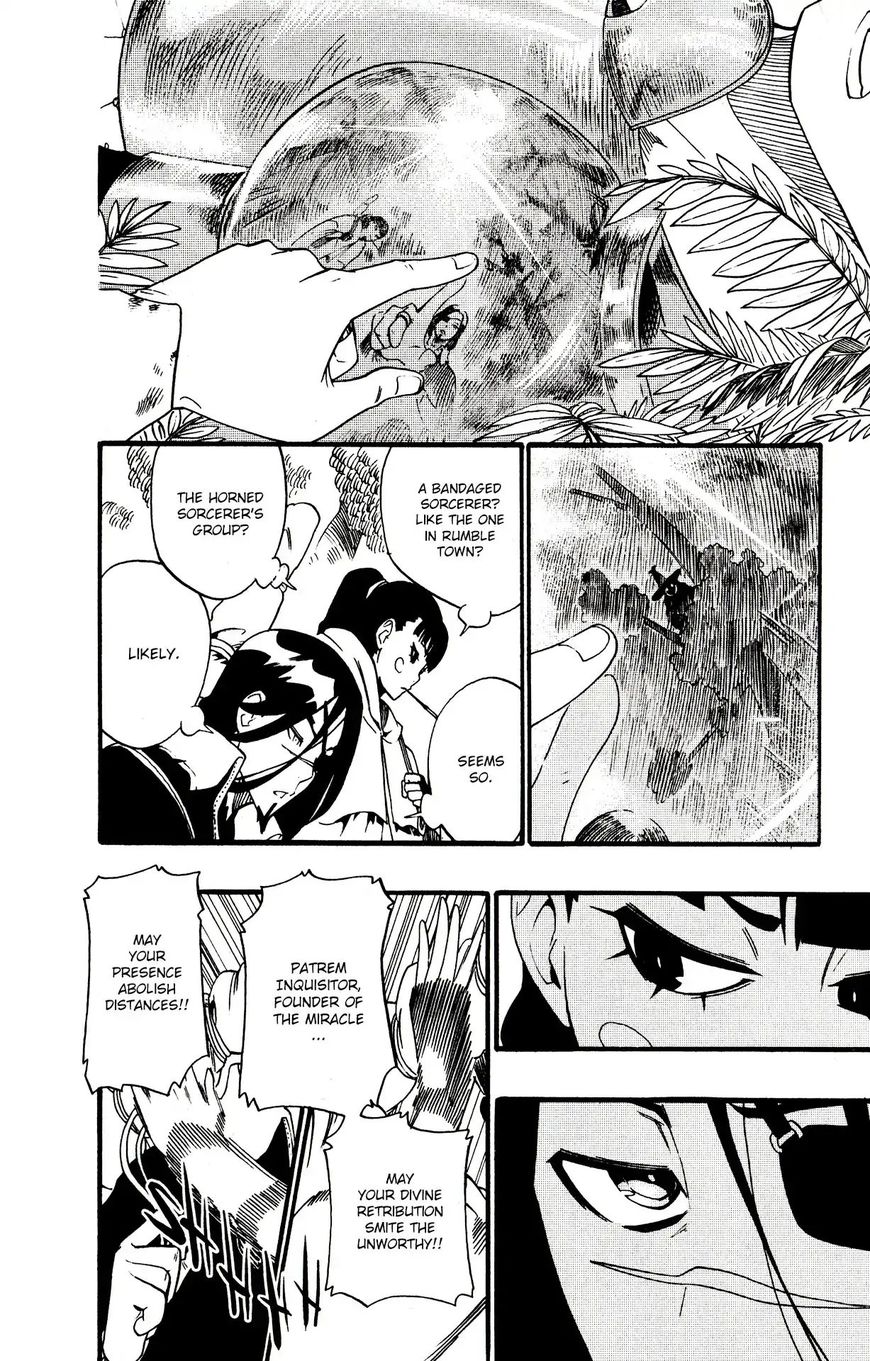 A BANDAGED
SORCERER?
LIKE THE ONE
IN RUMBLE
TOWN?
THE HORNED
SORCERER'S
GROUP?
SEEMS
SO.
LIKELY.
PATREM
INQUISITOR,
FOUNDER OF
THE MIRACLE
...
MAY
YOUR
PRESENCE
ABOLISH
DISTANCES!!
MAY
YOUR DIVINE
RETRIBUTION
SMITE THE
UNWORTHY!!
SHHHH